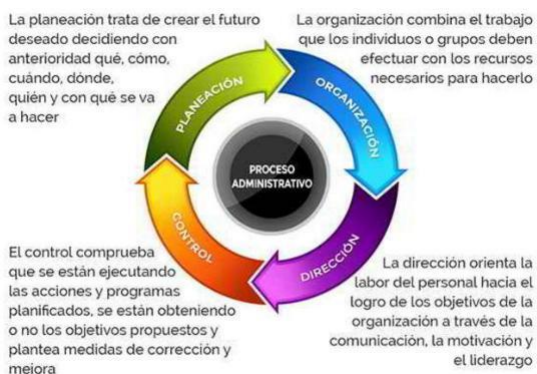 La planeación trata de crear el futuro
deseado decidiendo con
anterioridad qué, cómo,
cuándo, dónde,
quién y con qué se va
a hacer
La organización combina el trabajo
que los individuos o grupos deben
efectuar con los recursos
necesarios para hacerlo
PLANEACIÓN
ORGANIZACIÓN
PROCESO
ADMINISTRATIVO
CONTROL
DIRECCIÓN
El control comprueba
que se están ejecutando
las acciones y programas
planificados, se están obteniendo
o no los objetivos propuestos y
plantea medidas de corrección y
mejora
La dirección orienta la
labor del personal hacia el
logro de los objetivos de la
organización a través de la
comunicación, la motivación y
el liderazgo